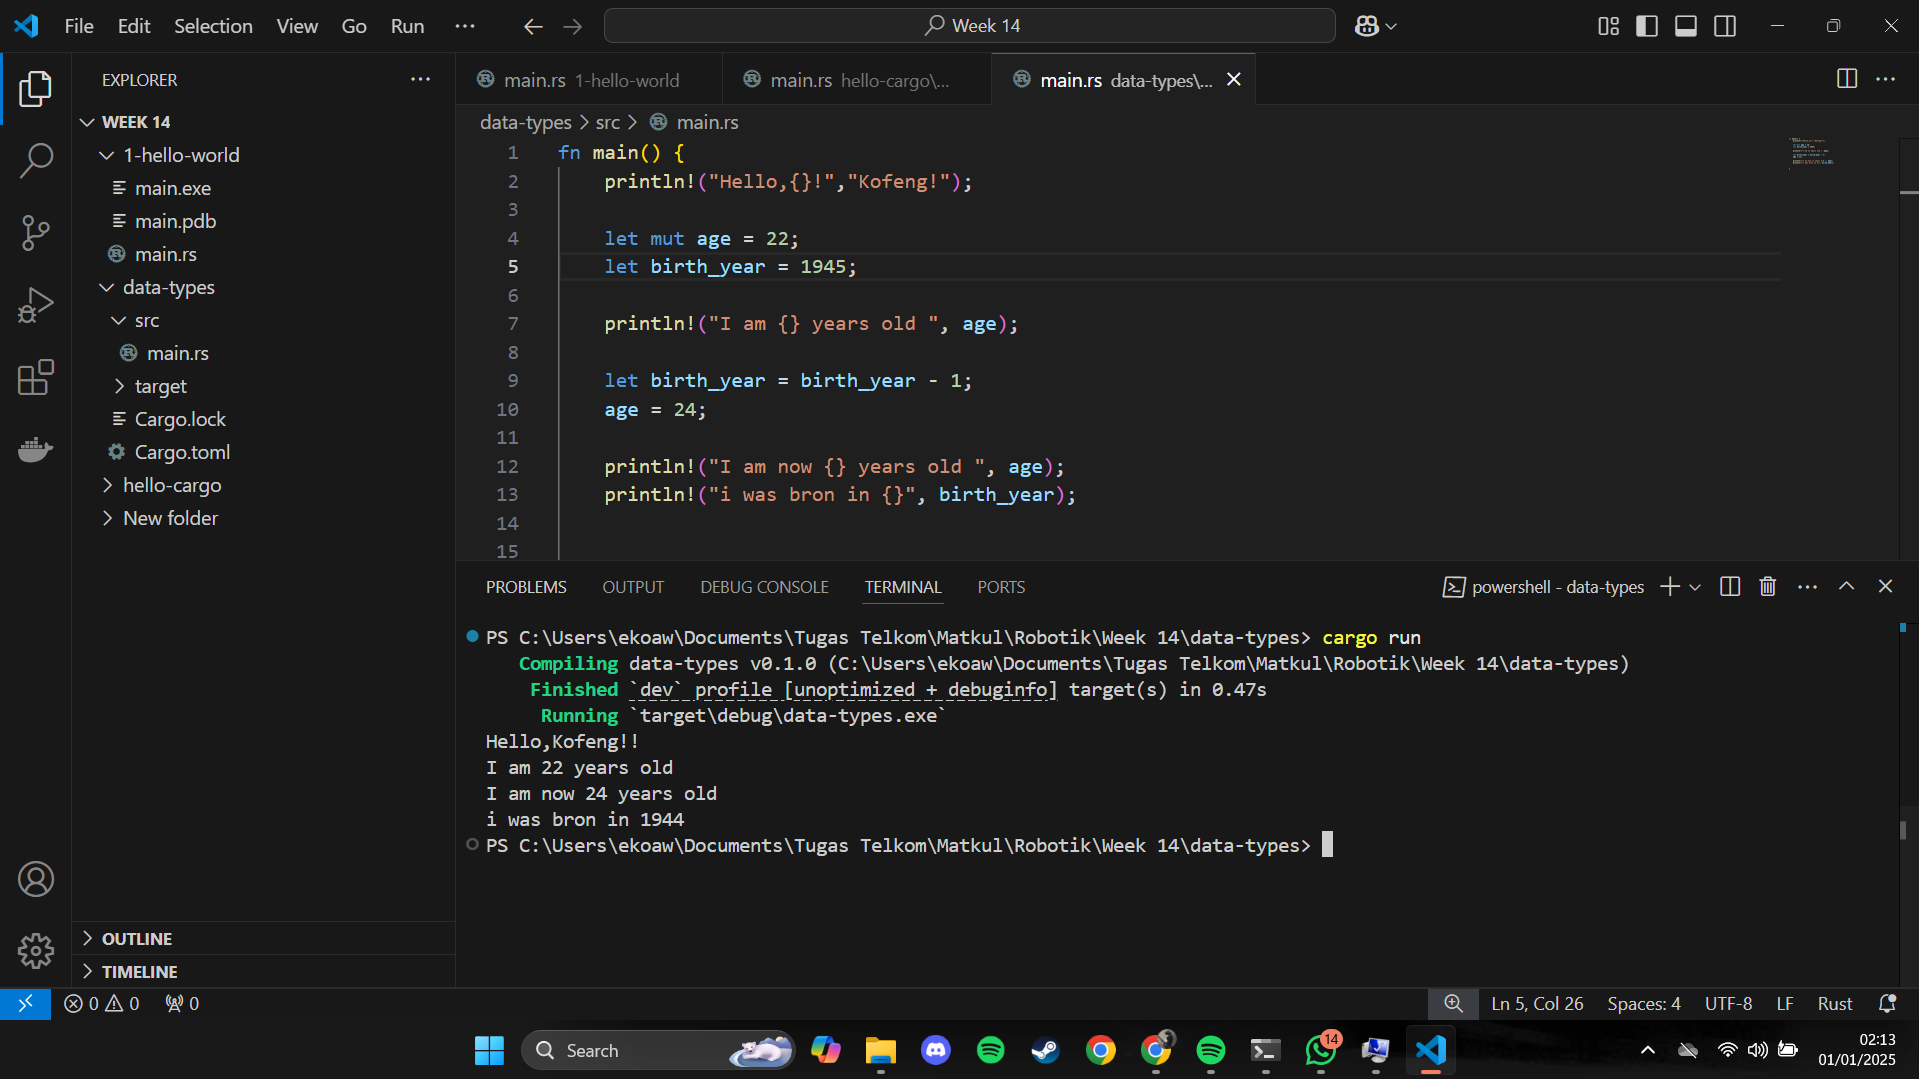 File Edit Selection View Go Run ··· Week 14
EXPLORER ···
WEEK 14
1-hello-world
main.exe
main.pdb
main.rs
data-types
src
main.rs
target
Cargo.lock
Cargo.toml
hello-cargo
New folder
OUTLINE
TIMELINE
main.rs 1-hello-world main.rs hello-cargo\... main.rs data-types\... ···
data-types > src > main.rs
1 fn main() {
2 println!("Hello,{}!","Kofeng!");
3
4 let mut age = 22;
5 let birth_year = 1945;
6
7 println!("I am {} years old ", age);
8
9 let birth_year = birth_year - 1;
10 age = 24;
11
12 println!("I am now {} years old ", age);
13 println!("i was bron in {}", birth_year);
14
15
PROBLEMS OUTPUT DEBUG CONSOLE TERMINAL PORTS powershell - data-types
PS C:\Users\ekoaw\Documents\Tugas Telkom\Matkul\Robotik\Week 14\data-types> cargo run
Compiling data-types v0.1.0 (C:\Users\ekoaw\Documents\Tugas Telkom\Matkul\Robotik\Week 14\data-types)
Finished `dev` profile [unoptimized + debuginfo] target(s) in 0.47s
Running `target\debug\data-types.exe`
Hello,Kofeng!!
I am 22 years old
I am now 24 years old
i was bron in 1944
PS C:\Users\ekoaw\Documents\Tugas Telkom\Matkul\Robotik\Week 14\data-types>
0 0 0 Ln 5, Col 26 Spaces: 4 UTF-8 LF Rust
Search 14 02:13
01/01/2025